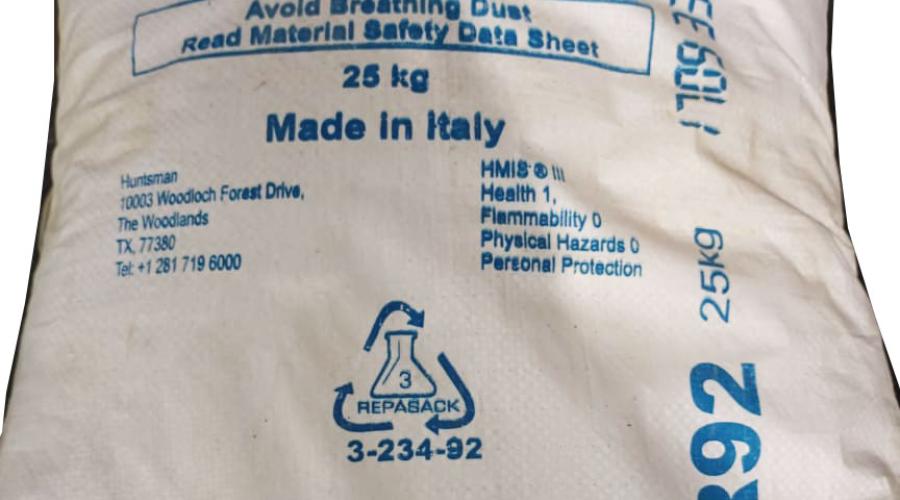 Avoid Breathing Dust
Read Material Safety Data Sheet
25 kg
Made in Italy
Huntsman
10003 Woodloch Forest Drive,
The Woodlands
TX, 77380
Tel: +1 281 719 6000
HMIS®III
Health 1,
Flammability 0
Physical Hazards 0
Personal Protection
3
REPASACK
3-234-92
25kg
R92